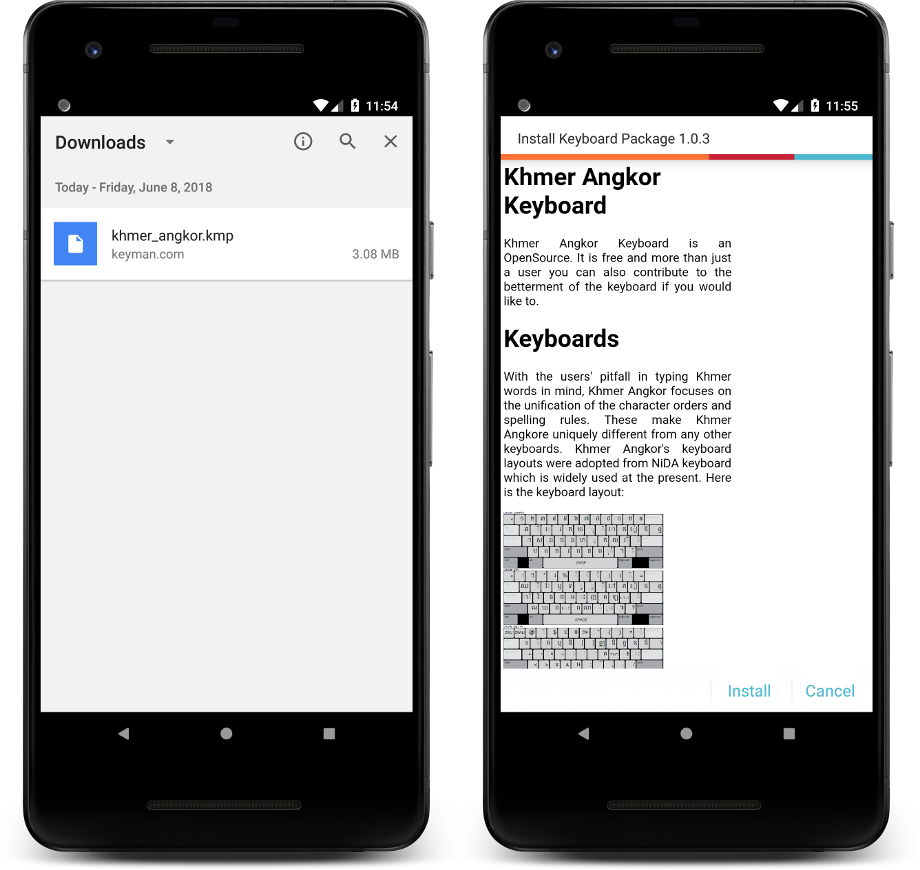 11:54
Downloads
Today - Friday, June 8, 2018
khmer_angkor.kmp
keyman.com
3.08 MB
11:55
Install Keyboard Package 1.0.3
Khmer Angkor
Keyboard
Khmer Angkor Keyboard is an
OpenSource. It is free and more than just
a user you can also contribute to the
betterment of the keyboard if you would
like to.
Keyboards
With the users' pitfall in typing Khmer
words in mind, Khmer Angkor focuses on
the unification of the character orders and
spelling rules. These make Khmer
Angkore uniquely different from any other
keyboards. Khmer Angkor's keyboard
layouts were adopted from NiDA keyboard
which is widely used at the present. Here
is the keyboard layout:
SPACE
Install
Cancel